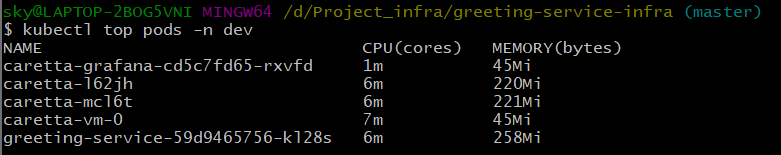 sky@LAPTOP-2BOG5VNI MINGW64 /d/Project_infra/greeting-service-infra (master)
$ kubectl top pods -n dev
NAME CPU(cores) MEMORY(bytes)
caretta-grafana-cd5c7fd65-rxvfd 1m 45Mi
caretta-l62jh 6m 220Mi
caretta-mcl6t 6m 221Mi
caretta-vm-0 7m 45Mi
greeting-service-59d9465756-kl28s 6m 258Mi